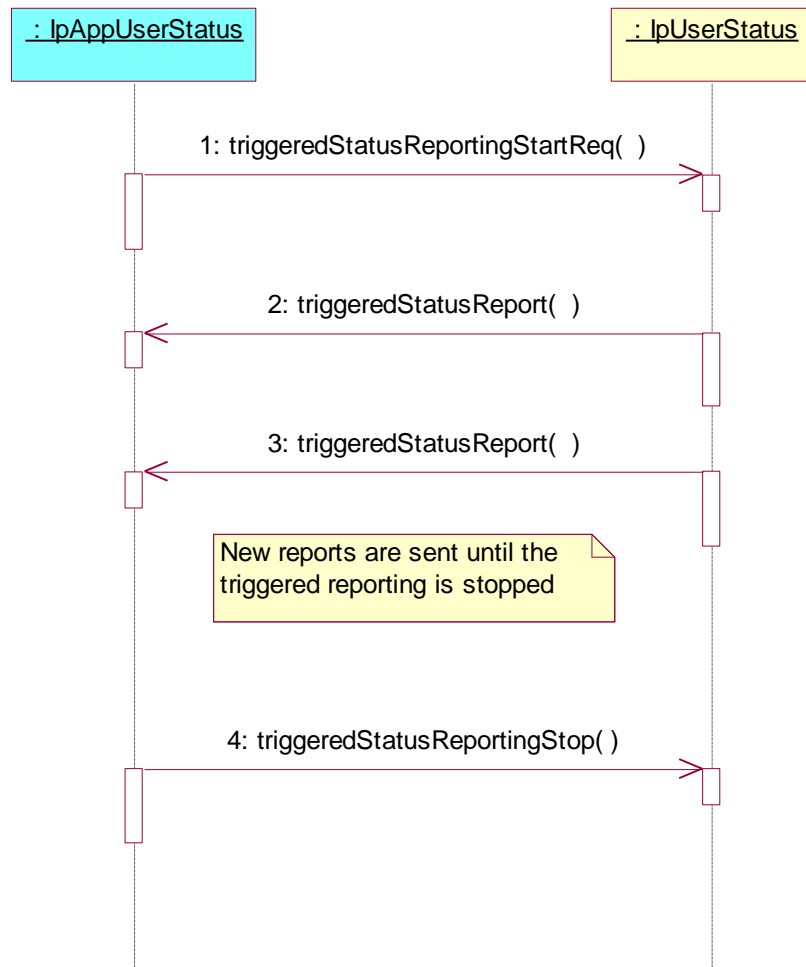 : IpAppUserStatus
: IpUserStatus
1: triggeredStatusReportingStartReq( )
2: triggeredStatusReport( )
3: triggeredStatusReport( )
New reports are sent until the
triggered reporting is stopped
4: triggeredStatusReportingStop( )